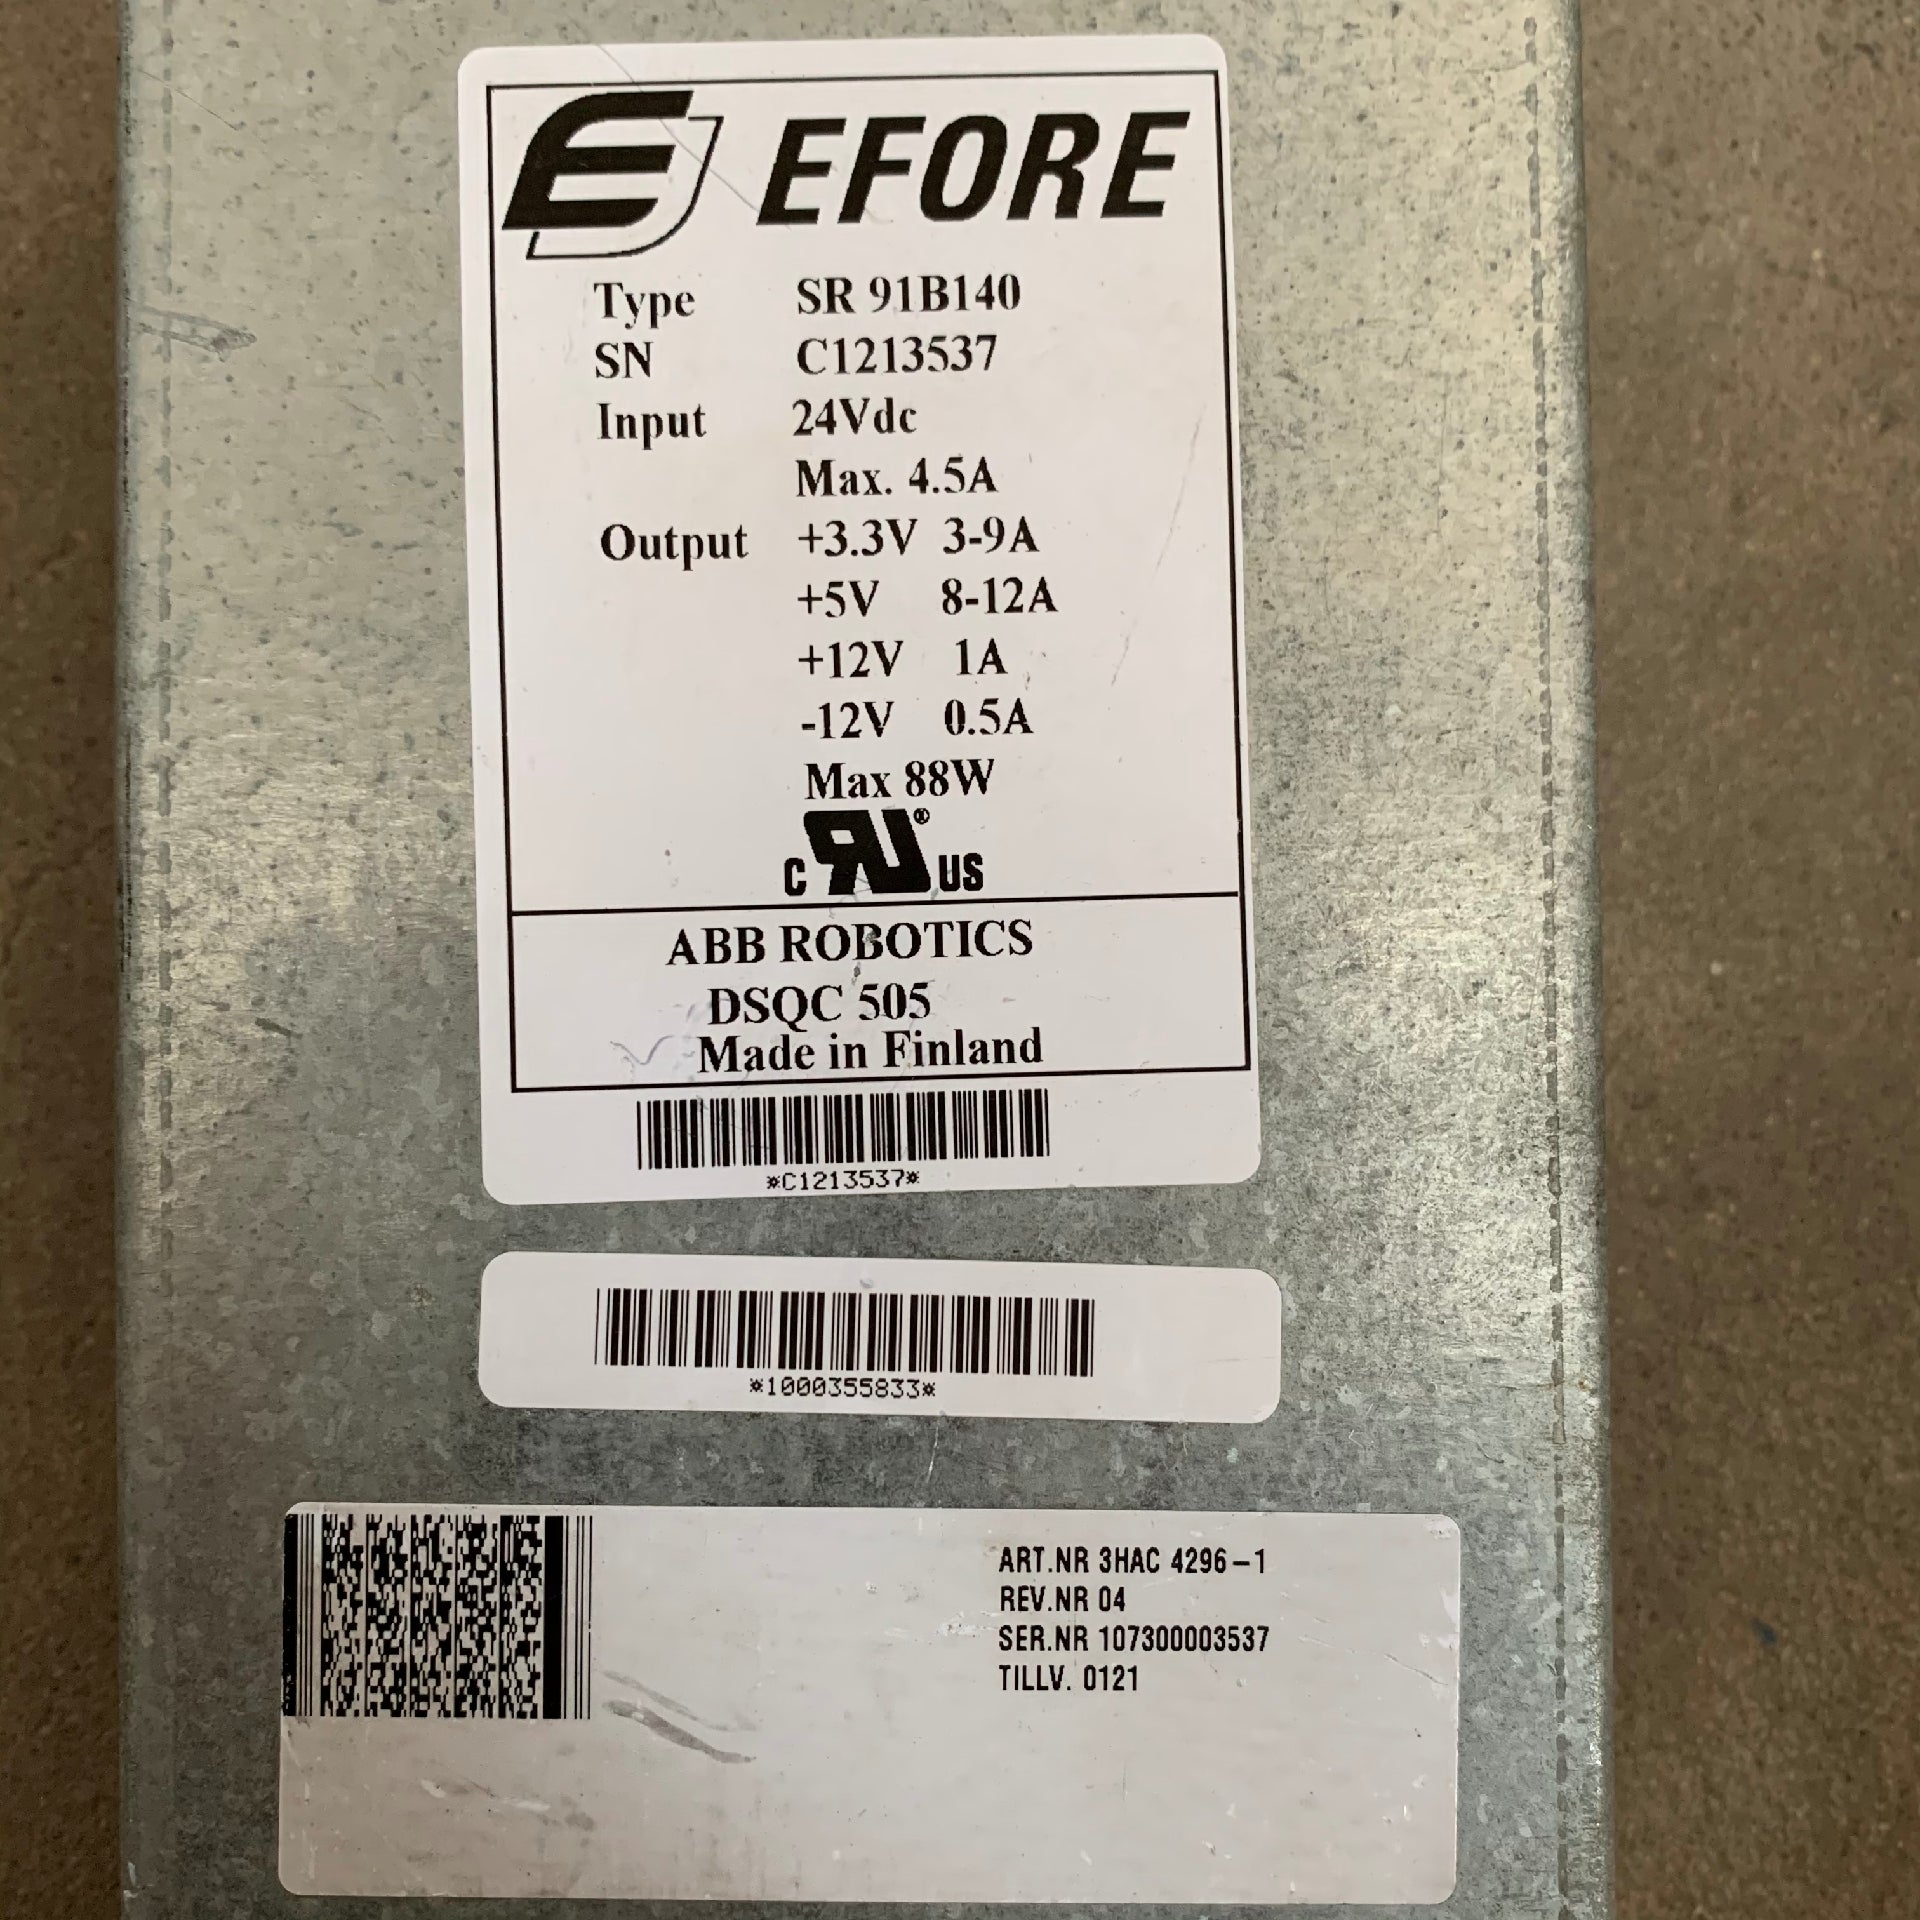 EFORE
Type SR 91B140
SN C1213537
Input 24Vdc
Max. 4.5A
Output +3.3V 3-9A
+5V 8-12A
+12V 1A
-12V 0.5A
Max 88W
C RU® US
ABB ROBOTICS
DSQC 505
Made in Finland
*C1213537*
*1000355833*
ART.NR 3HAC 4296-1
REV.NR 04
SER.NR 107300003537
TILLV. 0121